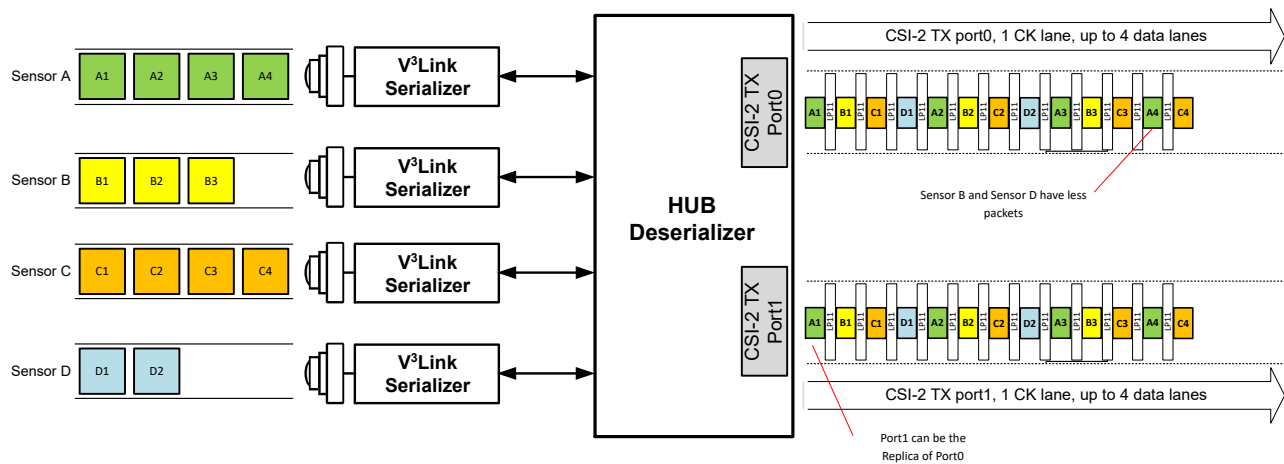 CSI-2 TX port0, 1 CK lane, up to 4 data lanes
Sensor A
A1 A2 A3 A4
V³Link
Serializer
CSI-2 TX
Port0
A1 LP11 B1 LP11 C1 LP11 D1 LP11 A2 LP11 B2 LP11 C2 LP11 D2 LP11 A3 LP11 B3 LP11 C3 LP11 A4 LP11 C4
Sensor B and Sensor D have less
packets
Sensor B
B1 B2 B3
V³Link
Serializer
HUB
Deserializer
Sensor C
C1 C2 C3 C4
V³Link
Serializer
CSI-2 TX
Port1
A1 LP11 B1 LP11 C1 LP11 D1 LP11 A2 LP11 B2 LP11 C2 LP11 D2 LP11 A3 LP11 B3 LP11 C3 LP11 A4 LP11 C4
Sensor D
D1 D2
V³Link
Serializer
CSI-2 TX port1, 1 CK lane, up to 4 data lanes
Port1 can be the
Replica of Port0